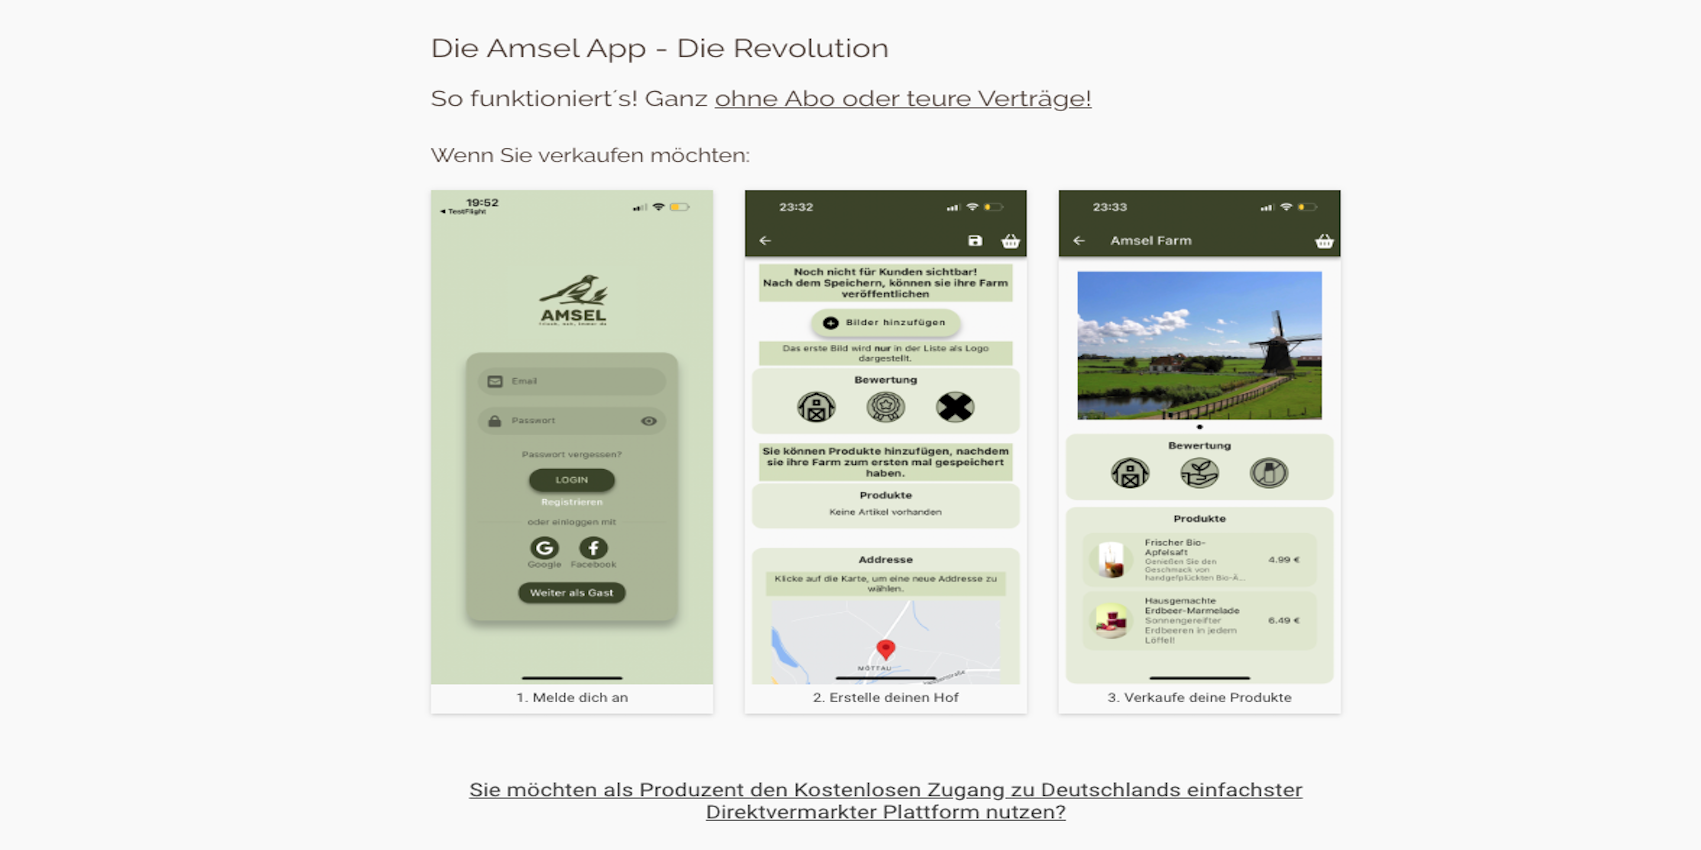 Die Amsel App - Die Revolution
So funktioniert´s! Ganz ohne Abo oder teure Verträge!
Wenn Sie verkaufen möchten:
19:52
◄ TestFlight
AMSEL
Email
Passwort
Passwort vergessen?
LOGIN
Registrieren
oder einloggen mit
Google Facebook
Weiter als Gast
1. Melde dich an
23:32
Noch nicht für Kunden sichtbar!
Nach dem Speichern, können sie ihre Farm
veröffentlichen
Bilder hinzufügen
Das erste Bild wird nur in der Liste als Logo
dargestellt.
Bewertung
Sie können Produkte hinzufügen, nachdem
sie ihre Farm zum ersten mal gespeichert
haben.
Produkte
Keine Artikel vorhanden
Addresse
Klicke auf die Karte, um eine neue Addresse zu
wählen.
MÖTTAU
2. Erstelle deinen Hof
23:33
Amsel Farm
Bewertung
Produkte
Frischer Bio-
Apfelsaft
Genießen Sie den
Geschmack von
handgefplückten Bio-Ä...
4.99 €
Hausgemachte
Erdbeer-Marmelade
Sonnengereifter
Erdbeeren in jedem
Löffel!
6.49 €
3. Verkaufe deine Produkte
Sie möchten als Produzent den Kostenlosen Zugang zu Deutschlands einfachster
Direktvermarkter Plattform nutzen?